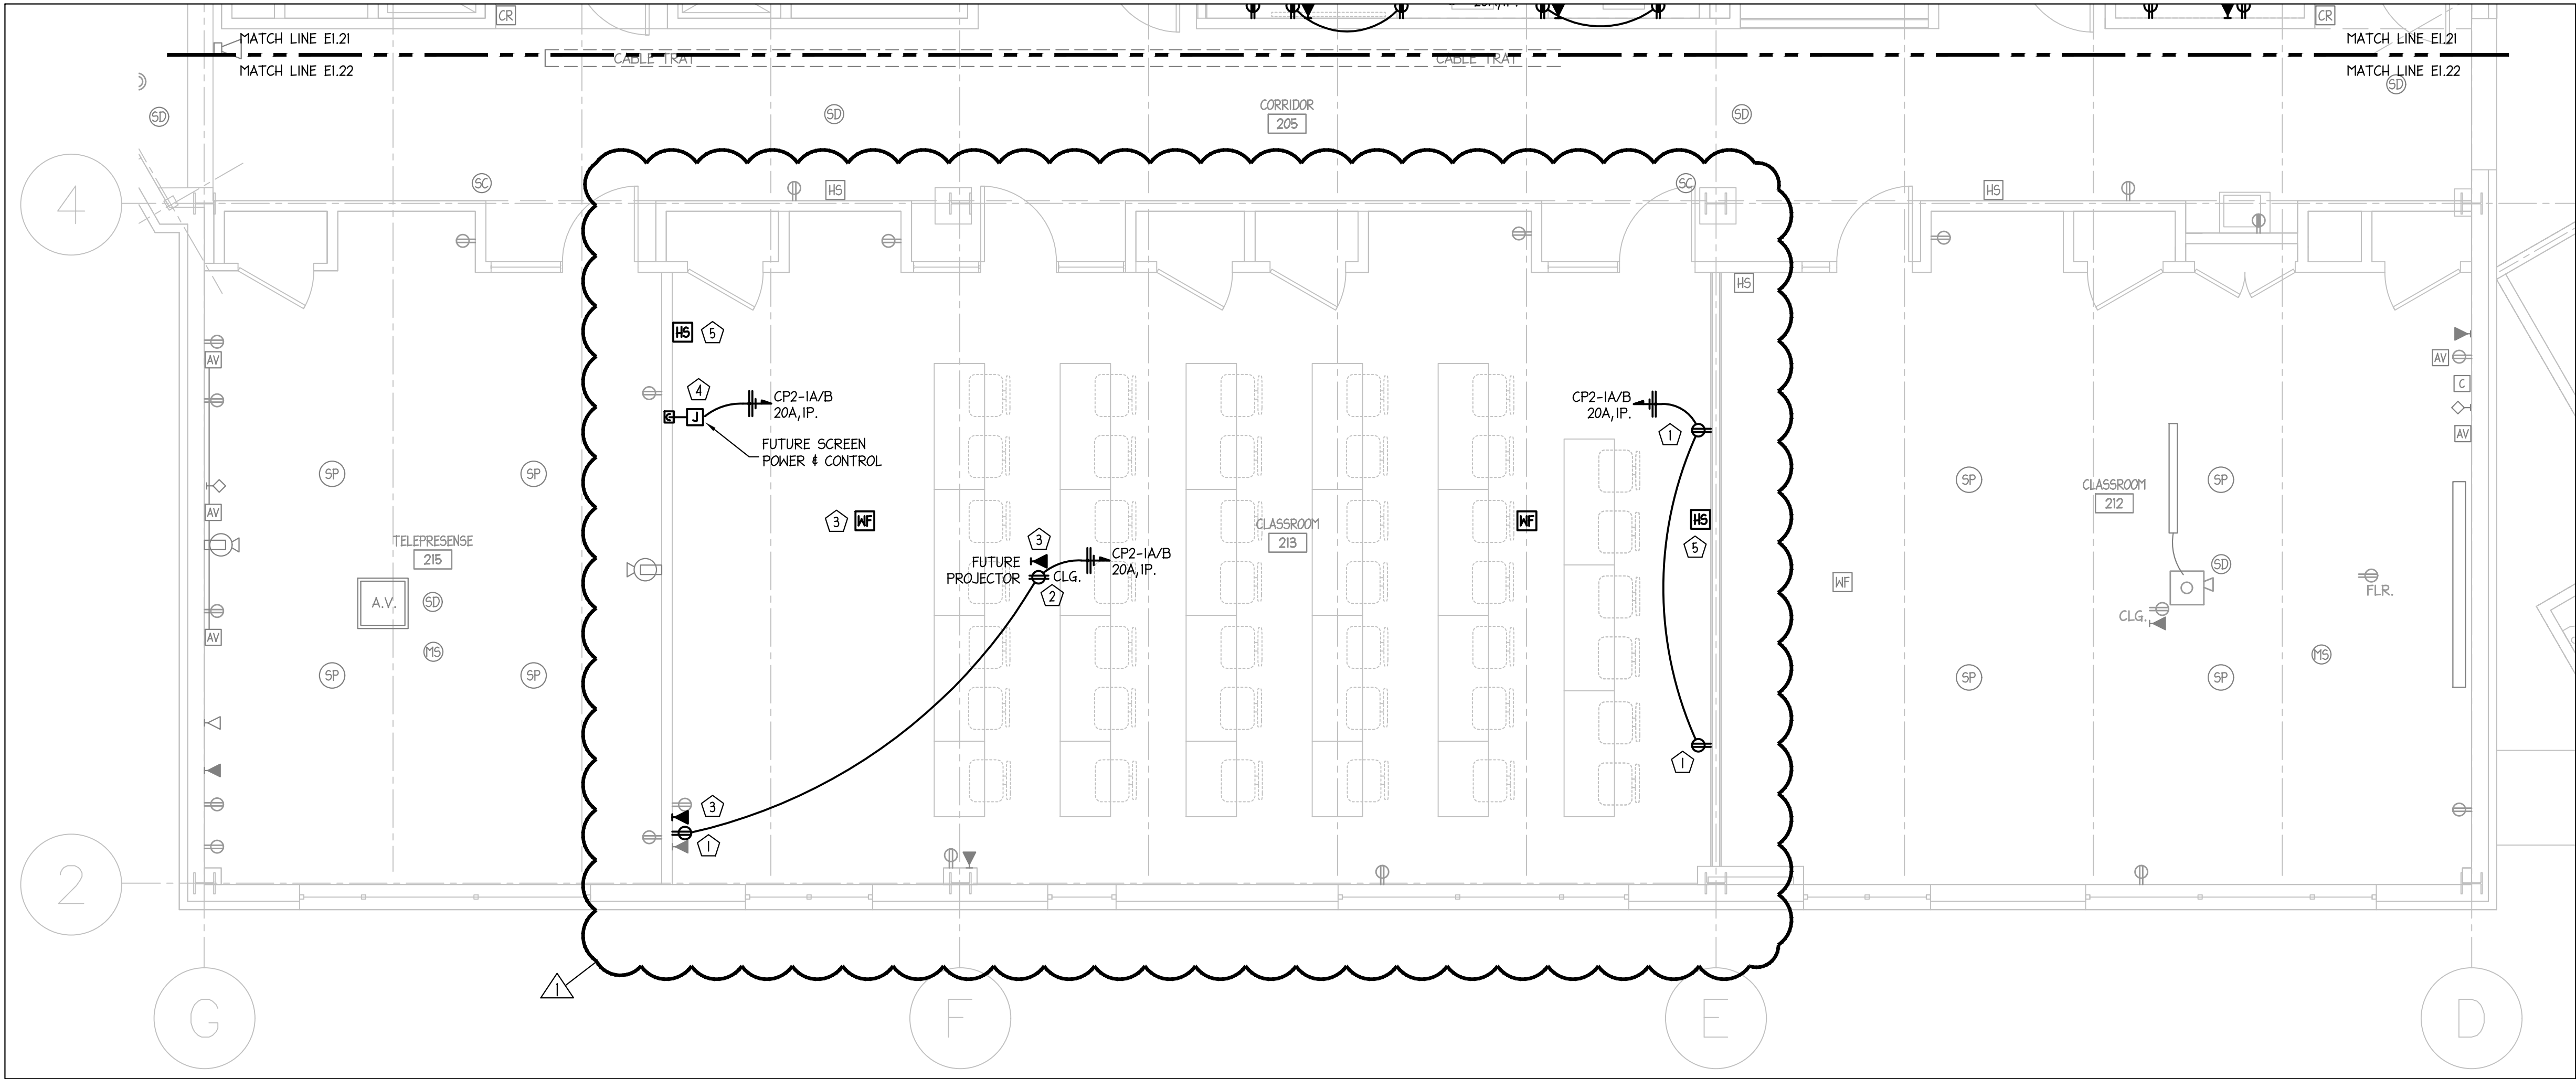 CR
20A,1P.
CR
MATCH LINE E1.21
MATCH LINE E1.22
CABLE TRAY
CABLE TRAY
MATCH LINE E1.21
MATCH LINE E1.22
SD
SD
SD
CORRIDOR
205
SD
SD
4
SC
HS
SC
HS
HS
HS
5
AV
AV
C
AV
4
J
CP2-1A/B
20A,1P.
CP2-1A/B
20A,1P.
1
FUTURE SCREEN
POWER & CONTROL
SP
SP
SP
SP
CLASSROOM
212
AV
3
WF
CLASSROOM
213
WF
HS
5
TELEPRESENSE
215
3
FUTURE
PROJECTOR
CLG.
2
CP2-1A/B
20A,1P.
WF
SD
FLR.
CLG.
A.V.
SD
AV
MS
MS
SP
SP
SP
SP
1
3
1
2
1
G
F
E
D